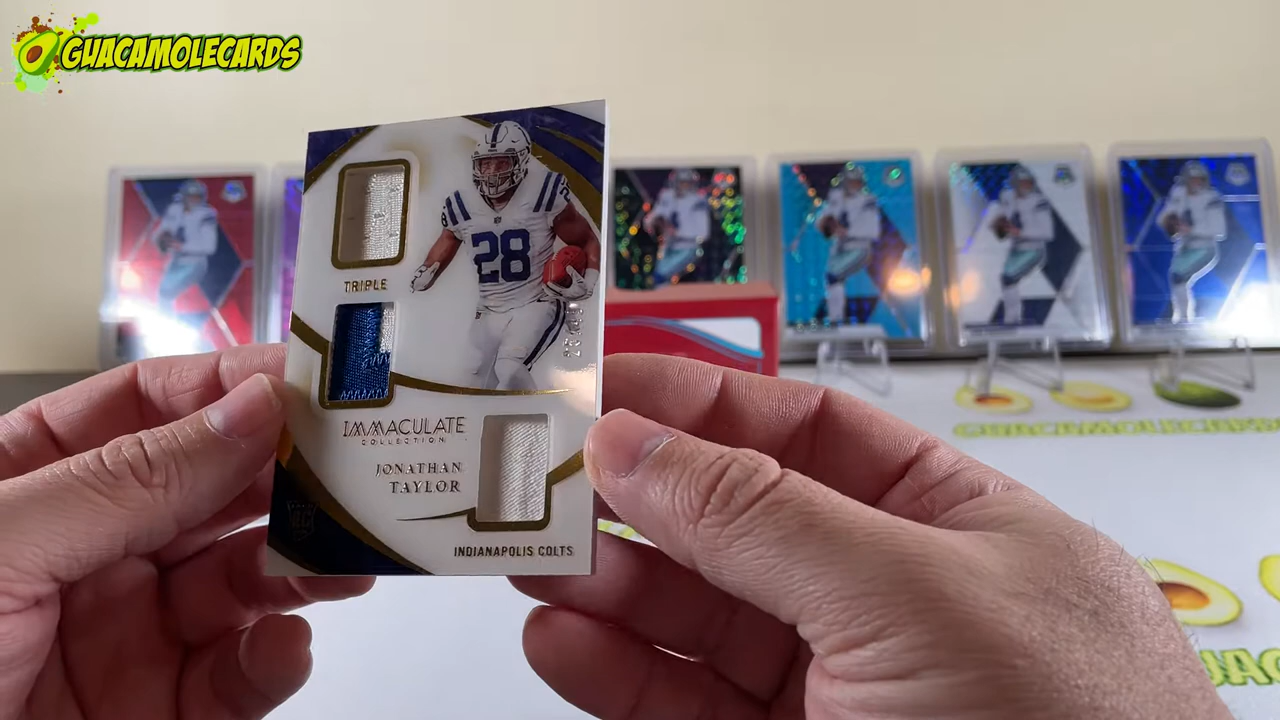 GUACAMOLECARDS
28
TRIPLE
IMMACULATE
COLLECTION
JONATHAN
TAYLOR
INDIANAPOLIS COLTS